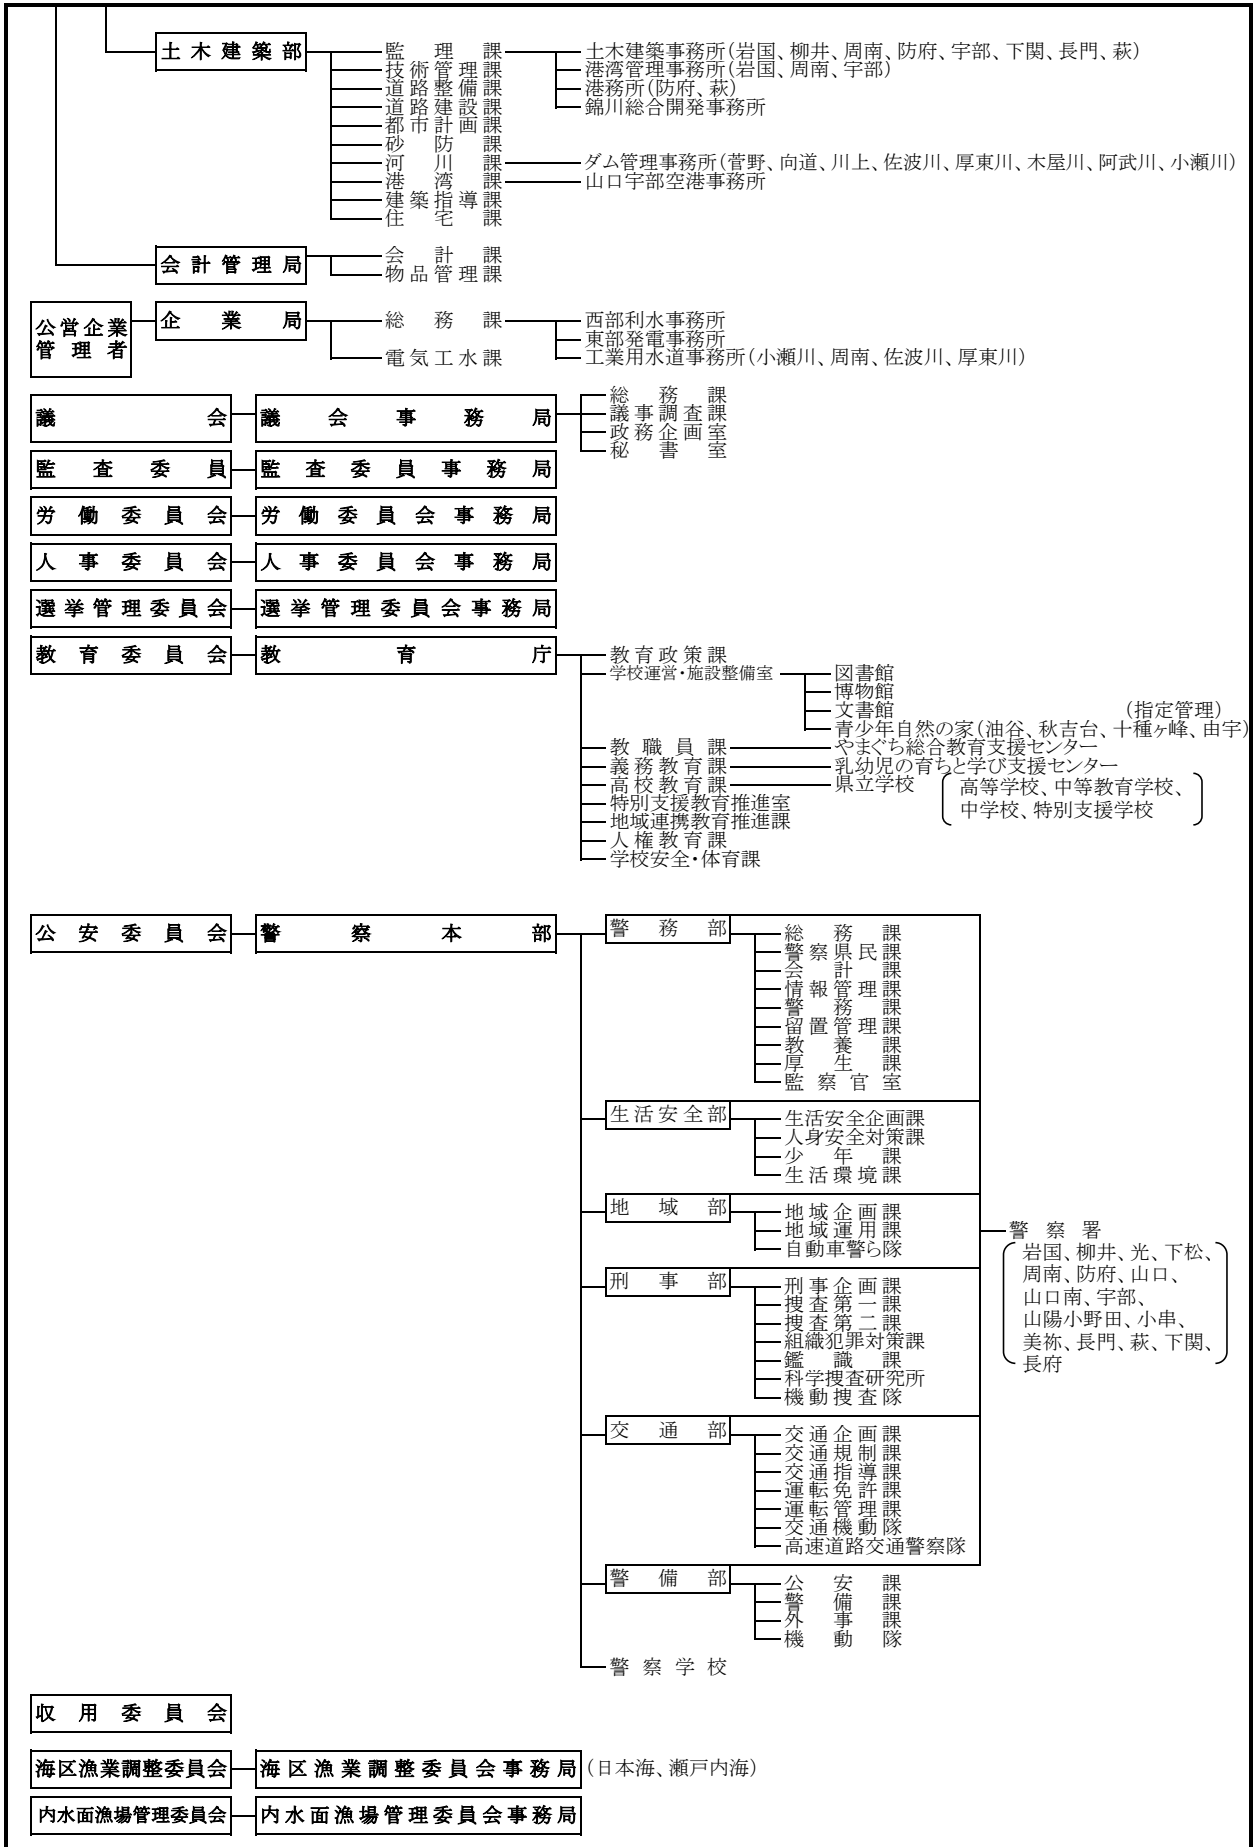 土木建築部
監理課
土木建築事務所(岩国、柳井、周南、防府、宇部、下関、長門、萩)
技術管理課
港湾管理事務所(岩国、周南、宇部)
道路整備課
港務所(防府、萩)
道路建設課
錦川総合開発事務所
都市計画課
砂防課
河川課
ダム管理事務所(菅野、向道、川上、佐波川、厚東川、木屋川、阿武川、小瀬川)
港湾課
山口宇部空港事務所
建築指導課
住宅課
会計管理局
会計課
物品管理課
公営企業
管理者
企業局
総務課
西部利水事務所
東部発電事務所
電気工水課
工業用水道事務所(小瀬川、周南、佐波川、厚東川)
議会
議会事務局
総務課
議事調査課
政務企画室
秘書室
監査委員
監査委員事務局
労働委員会
労働委員会事務局
人事委員会
人事委員会事務局
選挙管理委員会
選挙管理委員会事務局
教育委員会
教育庁
教育政策課
学校運営・施設整備室
図書館
博物館
文書館
(指定管理)
青少年自然の家(油谷、秋吉台、十種ヶ峰、由宇)
教職員課
やまぐち総合教育支援センター
義務教育課
乳幼児の育ちと学び支援センター
高校教育課
県立学校
高等学校、中等教育学校、
中学校、特別支援学校
特別支援教育推進室
地域連携教育推進課
人権教育課
学校安全・体育課
公安委員会
警察本部
警務部
総務課
警察県民課
会計課
情報管理課
警務課
留置管理課
教養課
厚生課
監察官室
生活安全部
生活安全企画課
人身安全対策課
少年課
生活環境課
地域部
地域企画課
地域運用課
自動車警ら隊
警察署
岩国、柳井、光、下松、
周南、防府、山口、
山口南、宇部、
山陽小野田、小串、
美祢、長門、萩、下関、
長府
刑事部
刑事企画課
捜査第一課
捜査第二課
組織犯罪対策課
鑑識課
科学捜査研究所
機動捜査隊
交通部
交通企画課
交通規制課
交通指導課
運転免許課
運転管理課
交通機動隊
高速道路交通警察隊
警備部
公安課
警備課
外事課
機動隊
警察学校
収用委員会
海区漁業調整委員会
海区漁業調整委員会事務局
(日本海、瀬戸内海)
内水面漁場管理委員会
内水面漁場管理委員会事務局